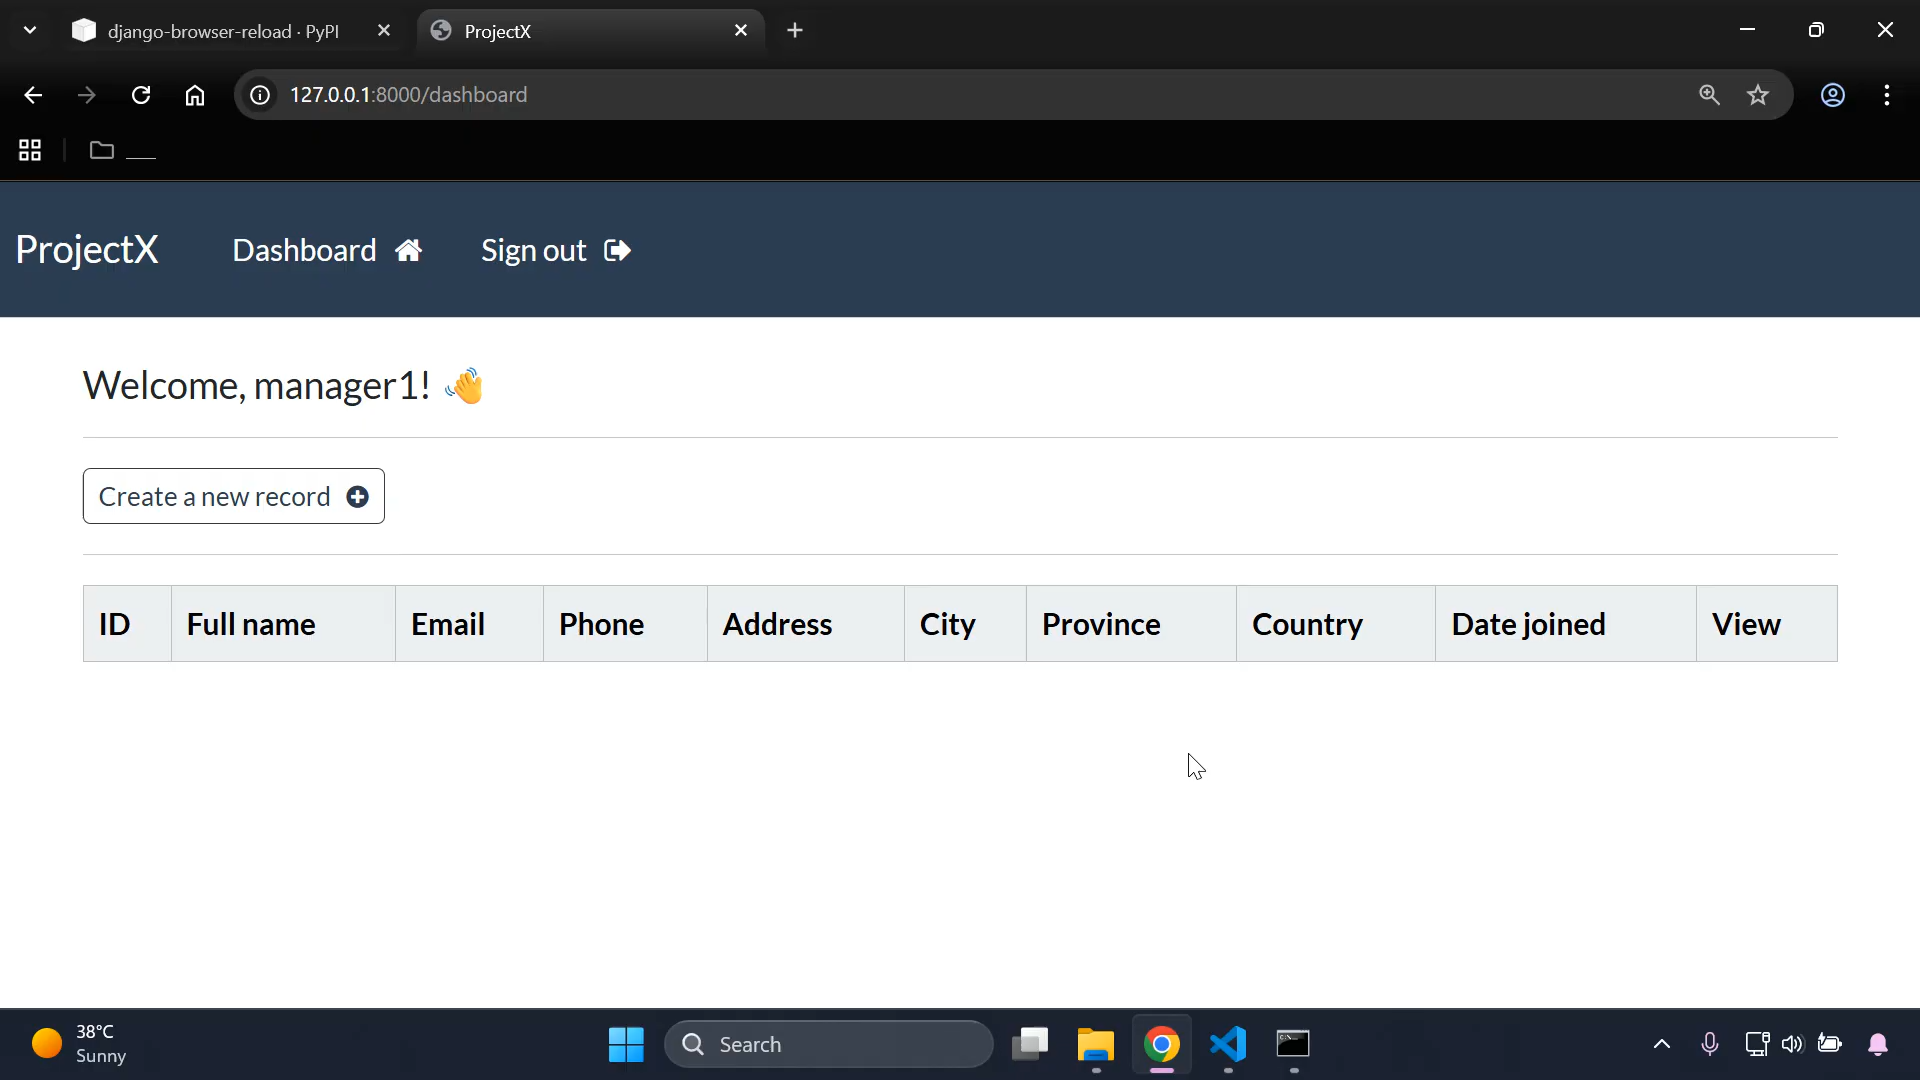 django-browser-reload · PyPI
ProjectX
127.0.0.1:8000/dashboard
___
ProjectX Dashboard Sign out
Welcome, manager1! 👋
Create a new record
ID Full name Email Phone Address City Province Country Date joined View
38°C
Sunny
Search